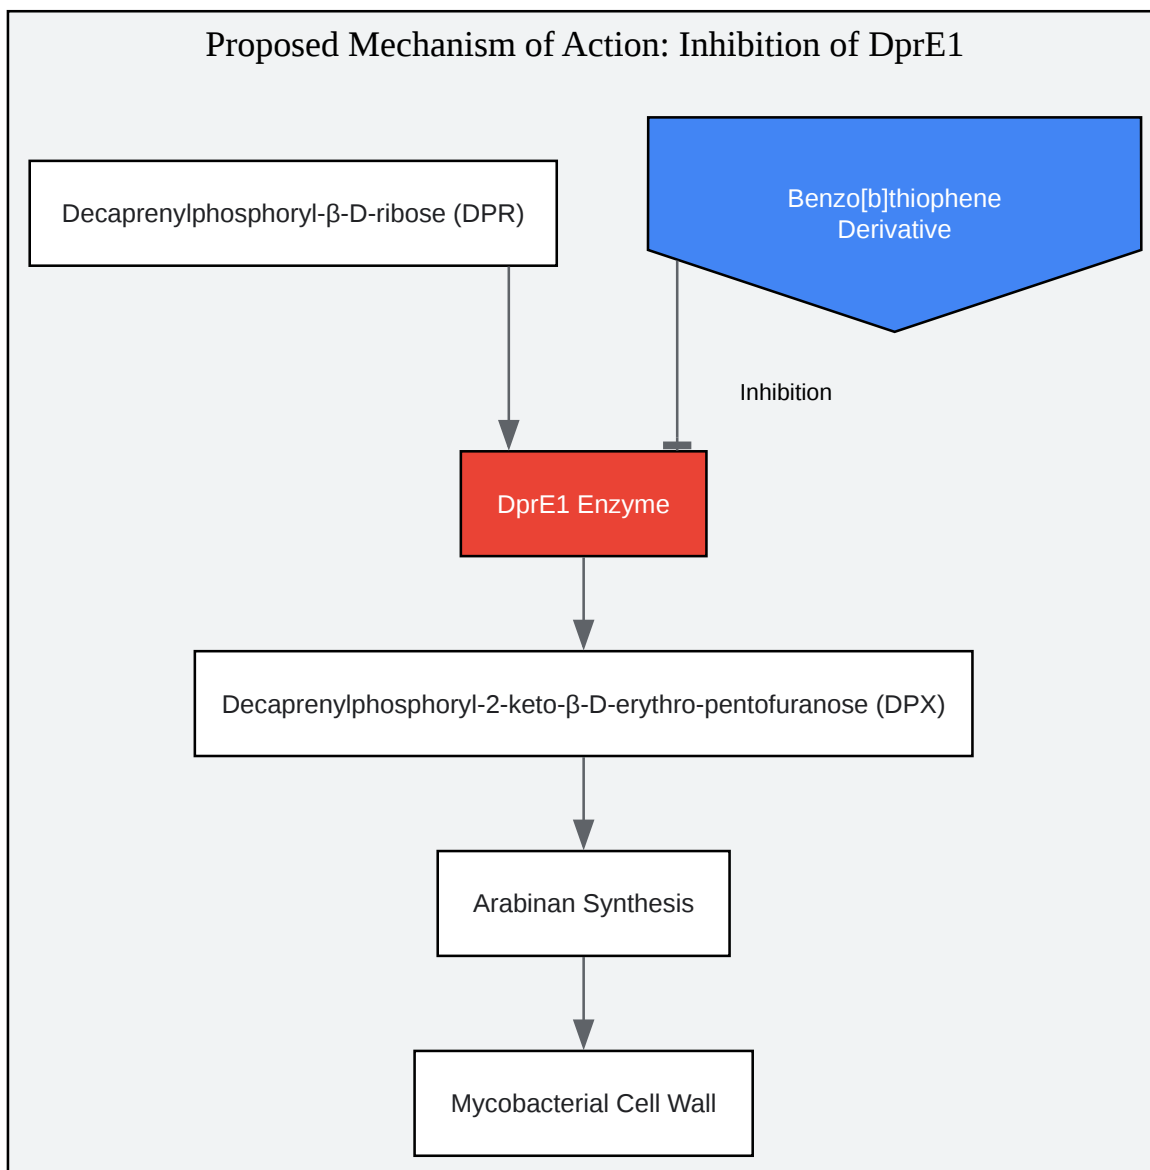 Proposed Mechanism of Action: Inhibition of DprE1
Decaprenylphosphoryl-β-D-ribose (DPR)
Benzo[b]thiophene
Derivative
Inhibition
DprE1 Enzyme
Decaprenylphosphoryl-2-keto-β-D-erythro-pentofuranose (DPX)
Arabinan Synthesis
Mycobacterial Cell Wall